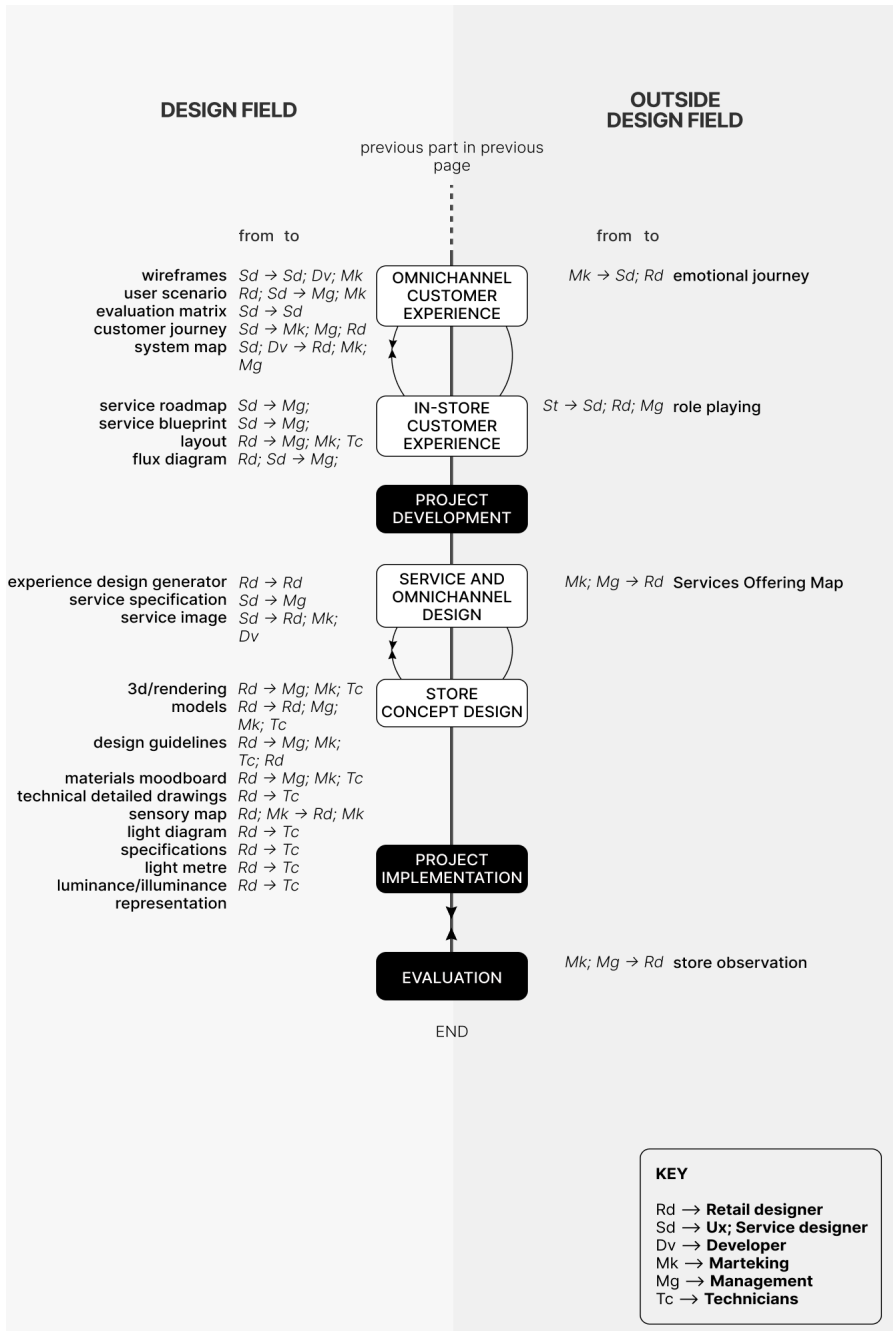 DESIGN FIELD
OUTSIDE
DESIGN FIELD
previous part in previous
page
from to
from to
wireframes Sd → Sd; Dv; Mk
user scenario Rd; Sd → Mg; Mk
evaluation matrix Sd → Sd
customer journey Sd → Mk; Mg; Rd
system map Sd; Dv → Rd; Mk;
Mg
OMNICHANNEL
CUSTOMER
EXPERIENCE
Mk → Sd; Rd emotional journey
service roadmap Sd → Mg;
service blueprint Sd → Mg;
layout Rd → Mg; Mk; Tc
flux diagram Rd; Sd → Mg;
IN-STORE
CUSTOMER
EXPERIENCE
St → Sd; Rd; Mg role playing
PROJECT
DEVELOPMENT
experience design generator Rd → Rd
service specification Sd → Mg
service image Sd → Rd; Mk;
Dv
SERVICE AND
OMNICHANNEL
DESIGN
Mk; Mg → Rd Services Offering Map
3d/rendering Rd → Mg; Mk; Tc
models Rd → Rd; Mg;
Mk; Tc
design guidelines Rd → Mg; Mk;
Tc; Rd
materials moodboard Rd → Mg; Mk; Tc
technical detailed drawings Rd → Tc
sensory map Rd; Mk → Rd; Mk
light diagram Rd → Tc
specifications Rd → Tc
light metre Rd → Tc
luminance/illuminance Rd → Tc
representation
STORE
CONCEPT DESIGN
PROJECT
IMPLEMENTATION
EVALUATION
Mk; Mg → Rd store observation
END
KEY
Rd → Retail designer
Sd → Ux; Service designer
Dv → Developer
Mk → Marteking
Mg → Management
Tc → Technicians